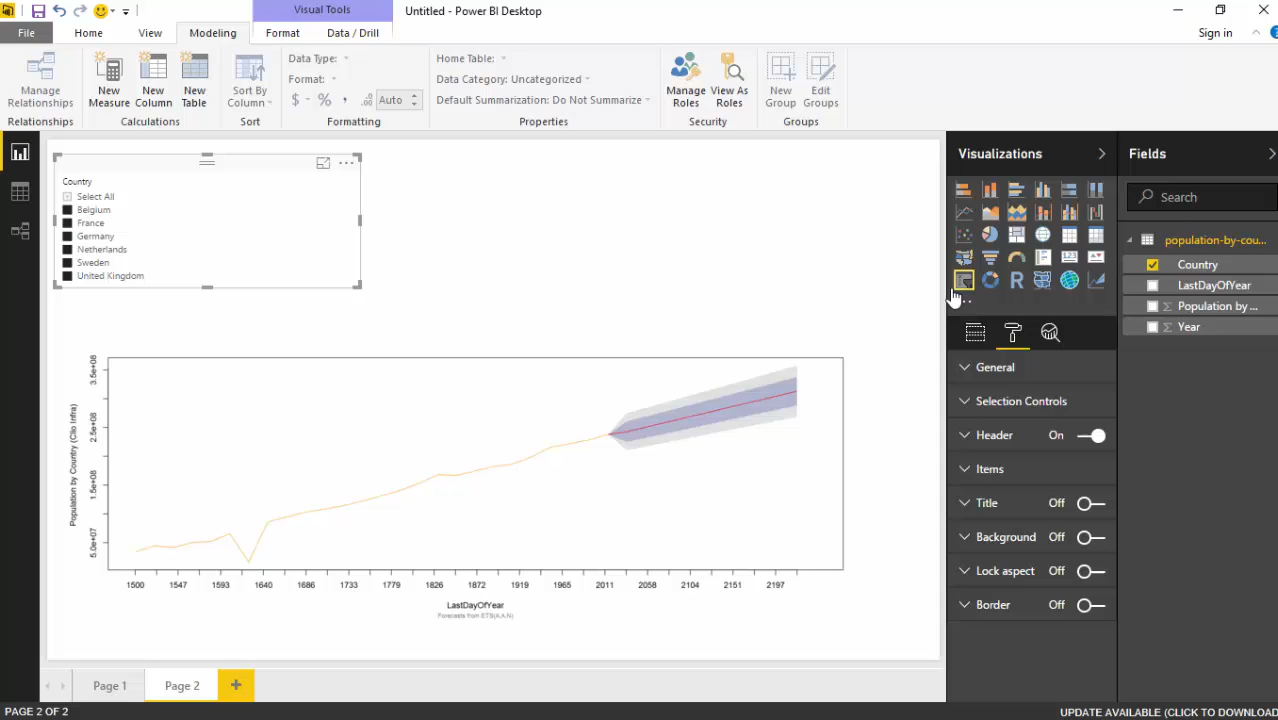 Visual Tools
Untitled - Power BI Desktop
File Home View Modeling Format Data / Drill Sign in
Manage Relationships
New Measure
New Column
New Table
Sort By Column
Data Type:
Format:
$ % , .00 Auto
Home Table:
Data Category: Uncategorized
Default Summarization: Do Not Summarize
Manage Roles
View As Roles
New Group
Edit Groups
Relationships Calculations Sort Formatting Properties Security Groups
Country
Select All
Belgium
France
Germany
Netherlands
Sweden
United Kingdom
Population by Country (Clio Infra)
3.5e+08
2.5e+08
1.5e+08
5.0e+07
1500 1547 1593 1640 1686 1733 1779 1826 1872 1919 1965 2011 2058 2104 2151 2197
LastDayOfYear
Forecasts from ETS(A,A,N)
Visualizations
R
General
Selection Controls
Header On
Items
Title Off
Background Off
Lock aspect Off
Border Off
Fields
Search
population-by-cou...
Country
LastDayOfYear
Σ Population by ...
Σ Year
Page 1 Page 2 +
PAGE 2 OF 2
UPDATE AVAILABLE (CLICK TO DOWNLOAD